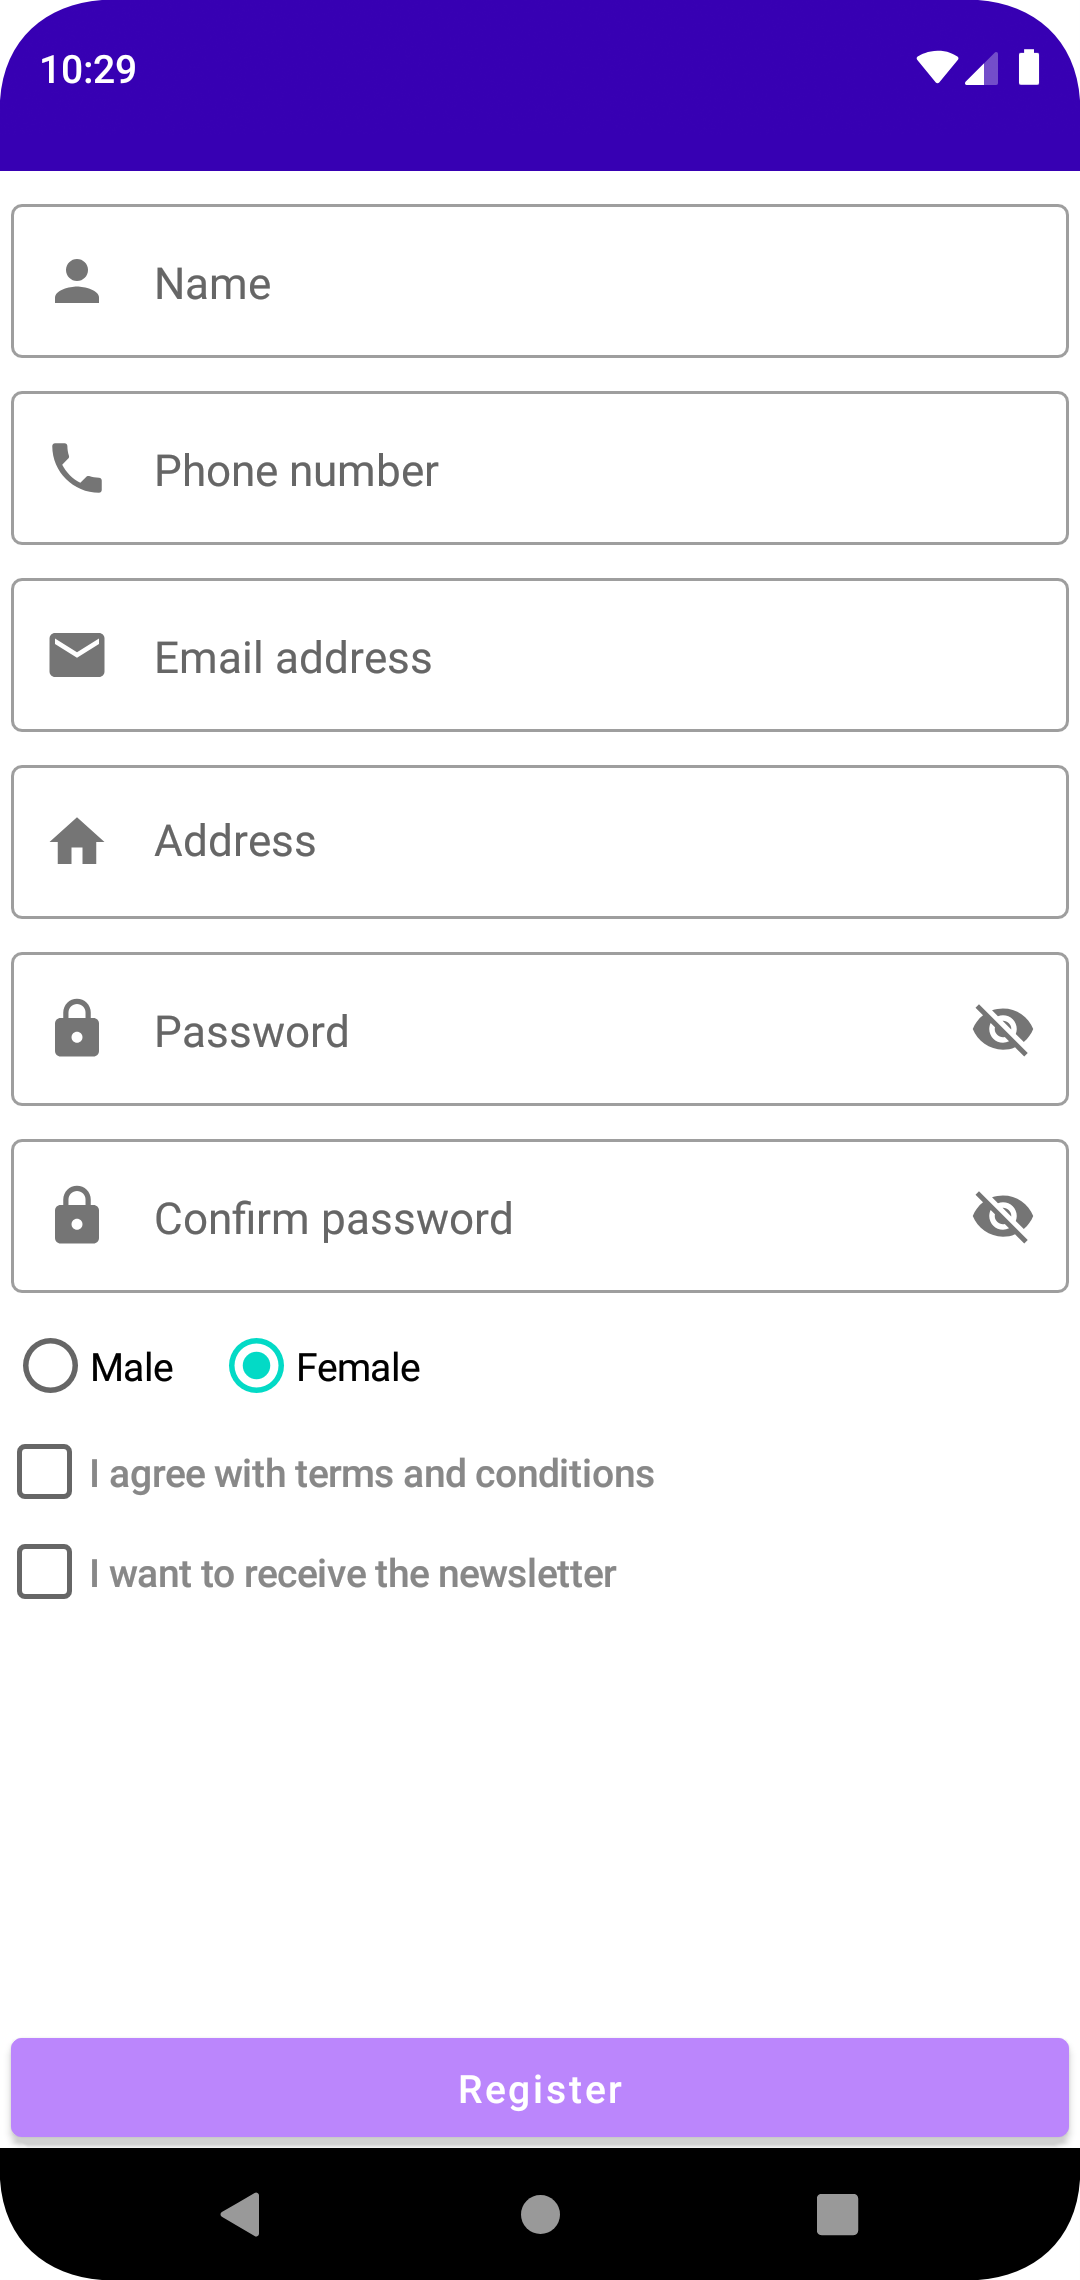 10:29
Name
Phone number
Email address
Address
Password
Confirm password
Male Female
I agree with terms and conditions
I want to receive the newsletter
Register